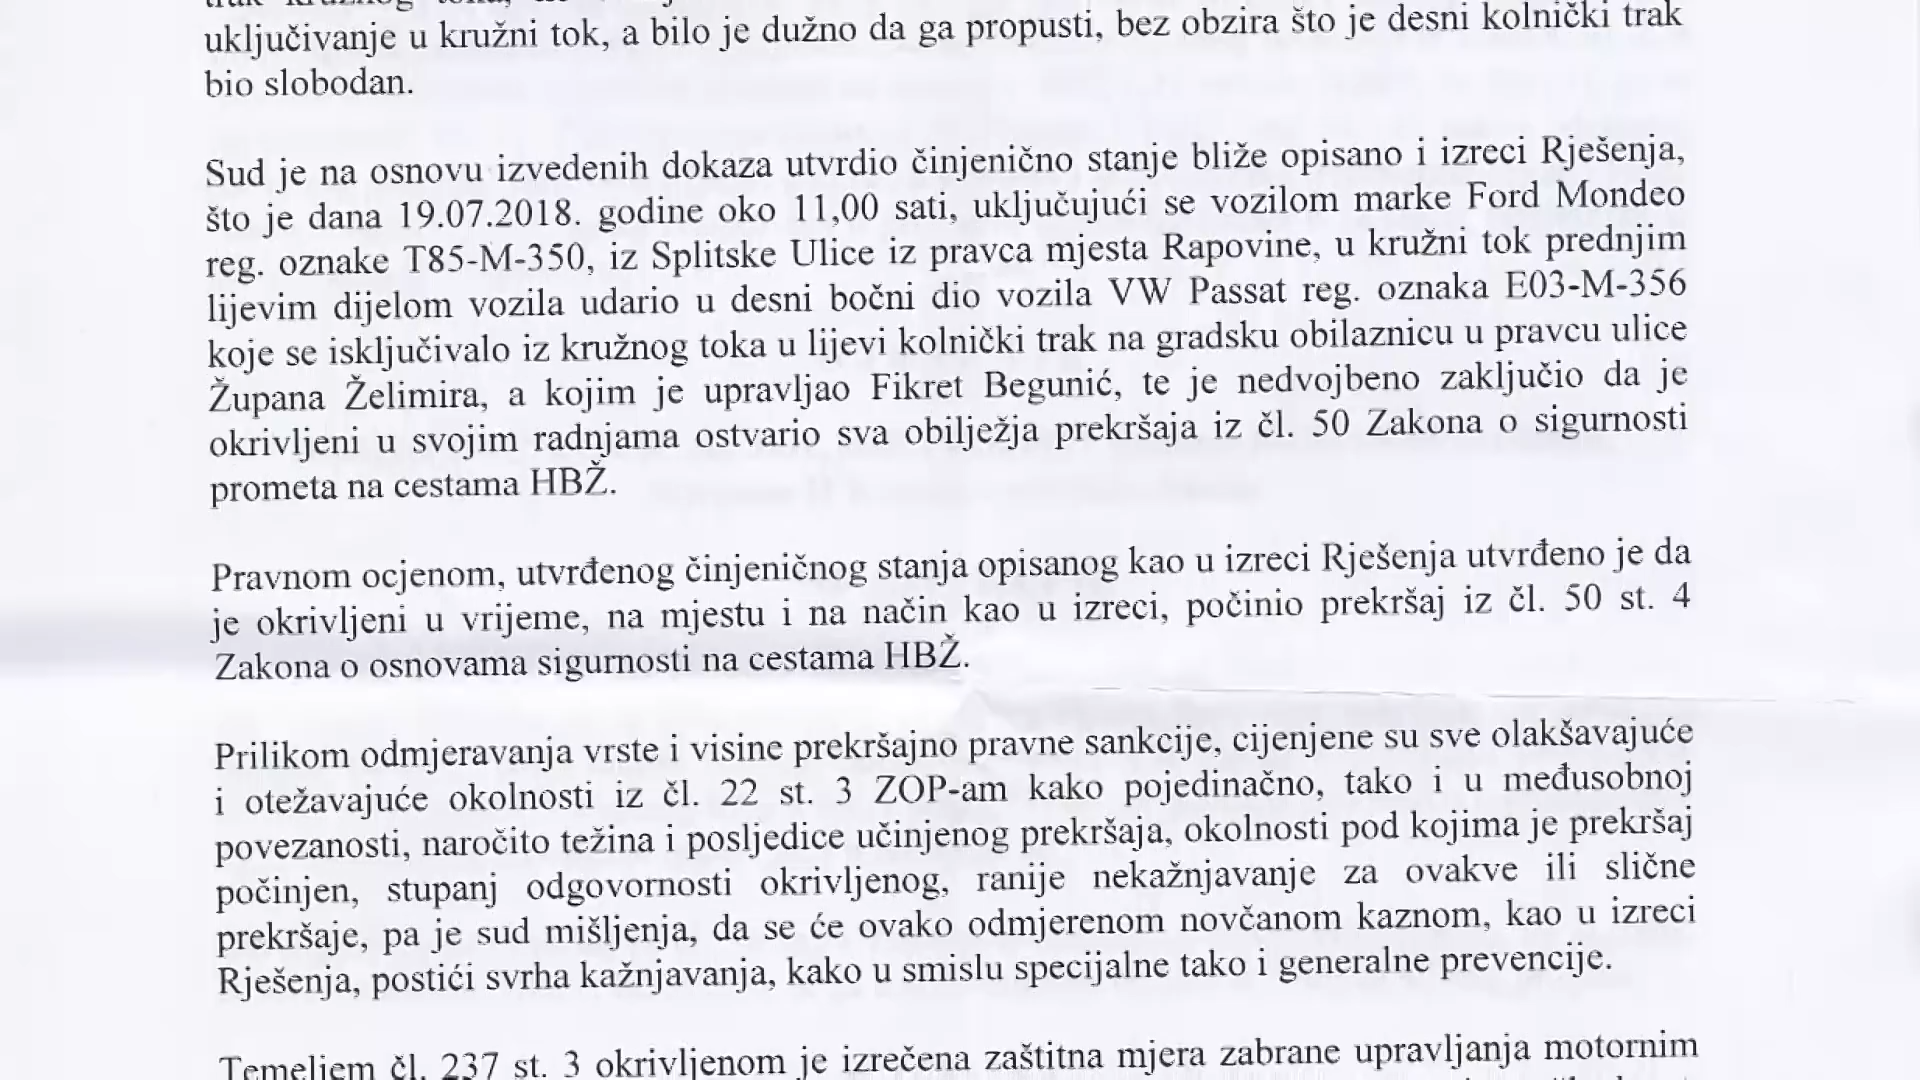 uključivanje u kružni tok, a bilo je dužno da ga propusti, bez obzira što je desni kolnički trak
bio slobodan.
Sud je na osnovu izvedenih dokaza utvrdio činjenično stanje bliže opisano i izreci Rješenja,
što je dana 19.07.2018. godine oko 11,00 sati, uključujući se vozilom marke Ford Mondeo
reg. oznake T85-M-350, iz Splitske Ulice iz pravca mjesta Rapovine, u kružni tok prednjim
lijevim dijelom vozila udario u desni bočni dio vozila VW Passat reg. oznaka E03-M-356
koje se isključivalo iz kružnog toka u lijevi kolnički trak na gradsku obilaznicu u pravcu ulice
Župana Želimira, a kojim je upravljao Fikret Begunić, te je nedvojbeno zaključio da je
okrivljeni u svojim radnjama ostvario sva obilježja prekršaja iz čl. 50 Zakona o sigurnosti
prometa na cestama HBŽ.
Pravnom ocjenom, utvrđenog činjeničnog stanja opisanog kao u izreci Rješenja utvrđeno je da
je okrivljeni u vrijeme, na mjestu i na način kao u izreci, počinio prekršaj iz čl. 50 st. 4
Zakona o osnovama sigurnosti na cestama HBŽ.
Prilikom odmjeravanja vrste i visine prekršajno pravne sankcije, cijenjene su sve olakšavajuće
i otežavajuće okolnosti iz čl. 22 st. 3 ZOP-am kako pojedinačno, tako i u međusobnoj
povezanosti, naročito težina i posljedice učinjenog prekršaja, okolnosti pod kojima je prekršaj
počinjen, stupanj odgovornosti okrivljenog, ranije nekažnjavanje za ovakve ili slične
prekršaje, pa je sud mišljenja, da se će ovako odmjerenom novčanom kaznom, kao u izreci
Rješenja, postići svrha kažnjavanja, kako u smislu specijalne tako i generalne prevencije.
Temeljem čl. 237 st. 3 okrivljenom je izrečena zaštitna mjera zabrane upravljanja motornim